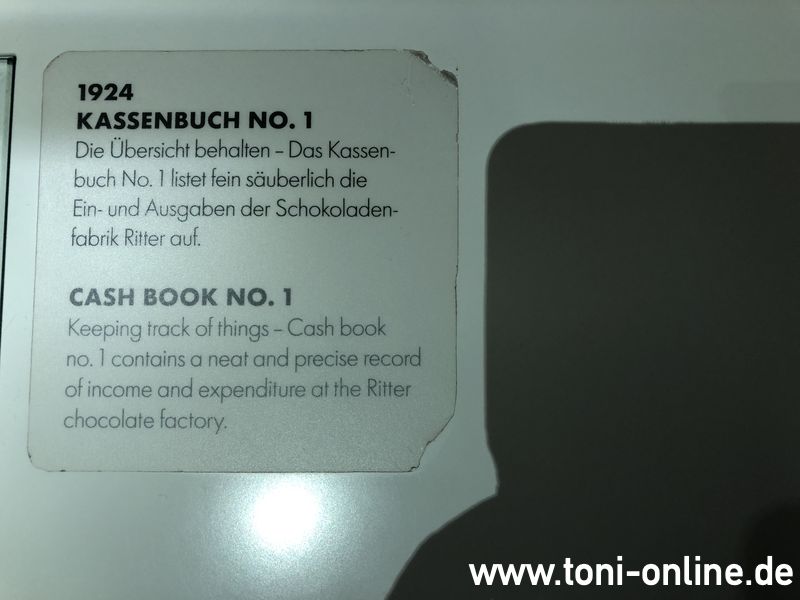 1924
KASSENBUCH NO. 1
Die Übersicht behalten – Das Kassen-
buch No. 1 listet fein säuberlich die
Ein- und Ausgaben der Schokoladen-
fabrik Ritter auf.
CASH BOOK NO. 1
Keeping track of things – Cash book
no. 1 contains a neat and precise record
of income and expenditure at the Ritter
chocolate factory.
www.toni-online.de